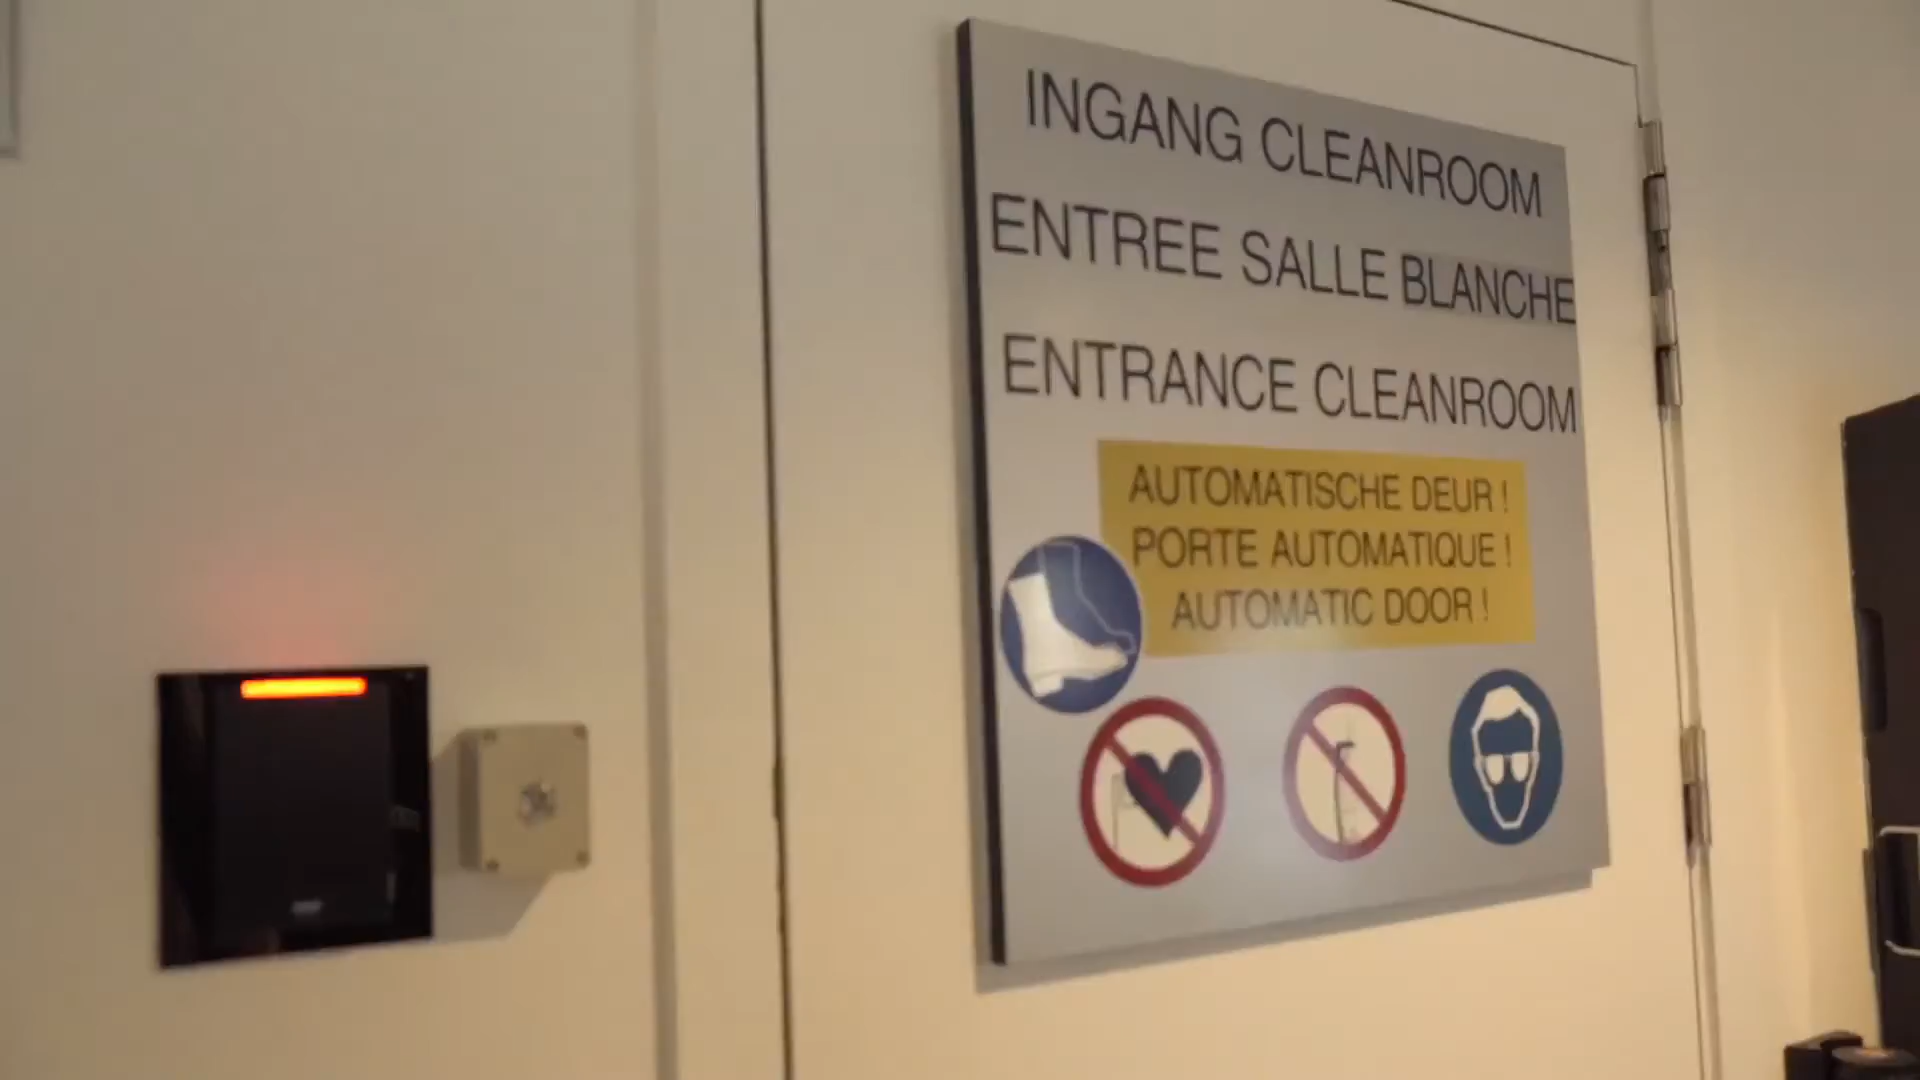 INGANG CLEANROOM
ENTREE SALLE BLANCHE
ENTRANCE CLEANROOM
AUTOMATISCHE DEUR !
PORTE AUTOMATIQUE !
AUTOMATIC DOOR !